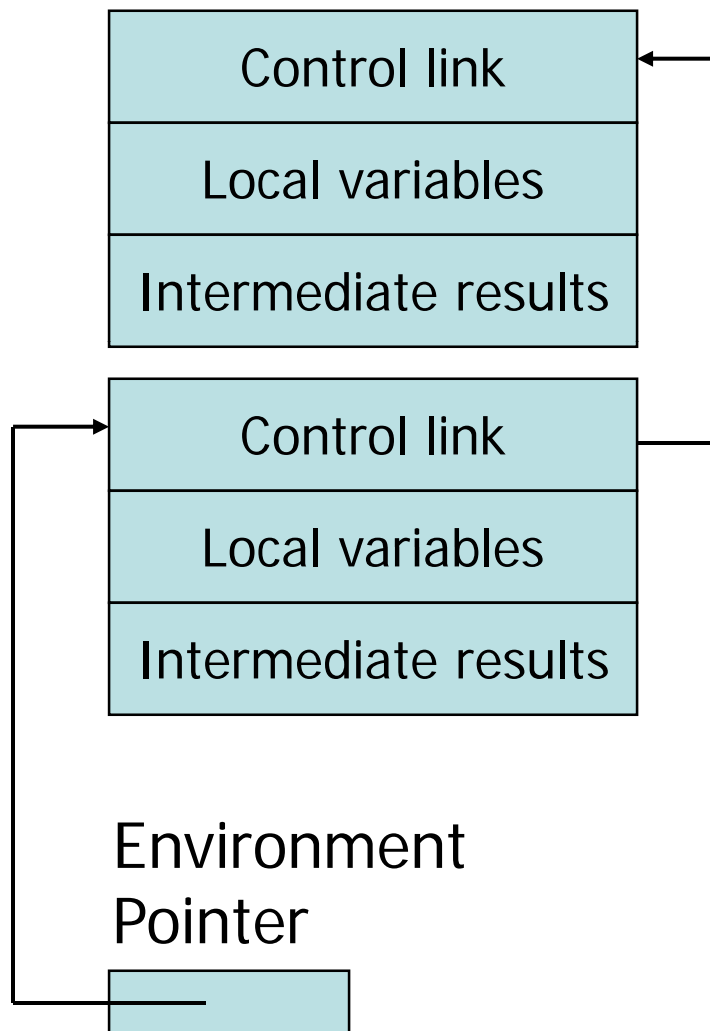 Control link
Local variables
Intermediate results
Control link
Local variables
Intermediate results
Environment
Pointer